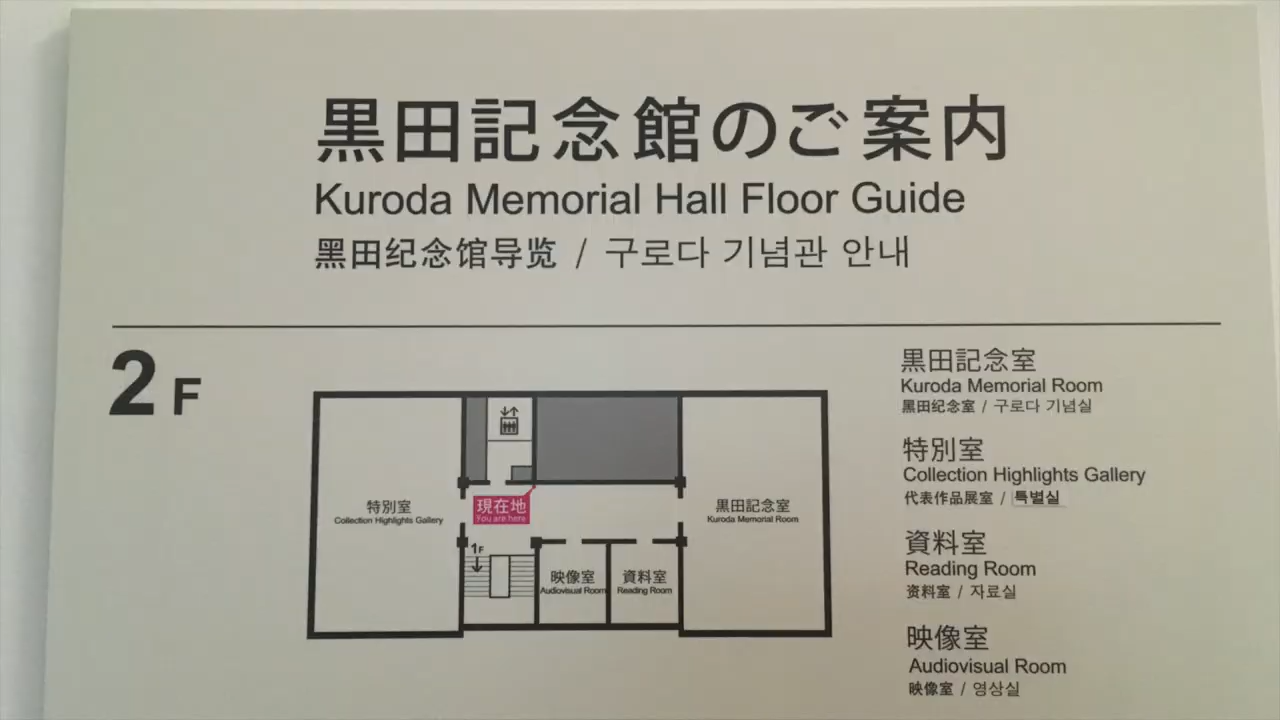 黒田記念館のご案内
Kuroda Memorial Hall Floor Guide
黑田纪念馆导览 / 구로다 기념관 안내
2F
黒田記念室
Kuroda Memorial Room
黑田纪念室 / 구로다 기념실
特別室
Collection Highlights Gallery
代表作品展室 / 특별실
資料室
Reading Room
资料室 / 자료실
映像室
Audiovisual Room
映像室 / 영상실
特別室
Collection Highlights Gallery
現在地
You are here
黒田記念室
Kuroda Memorial Room
1F
映像室
Audiovisual Room
資料室
Reading Room